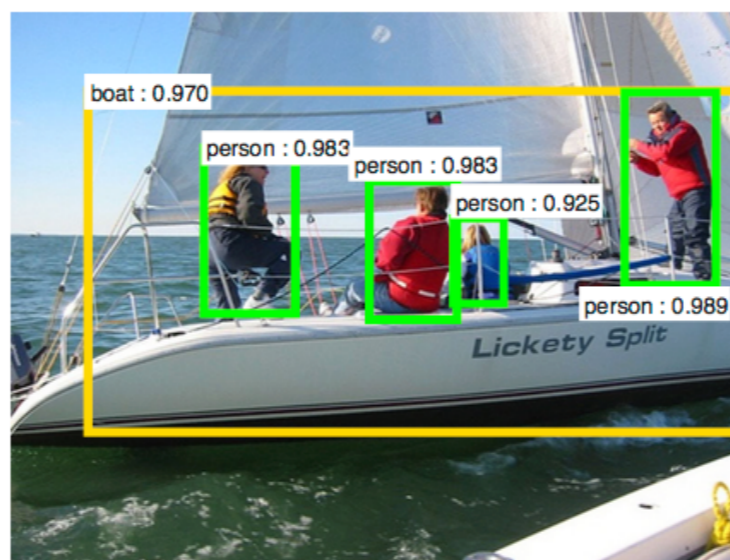 boat : 0.970
person : 0.983
person : 0.983
person : 0.925
person : 0.989
Lickety Split